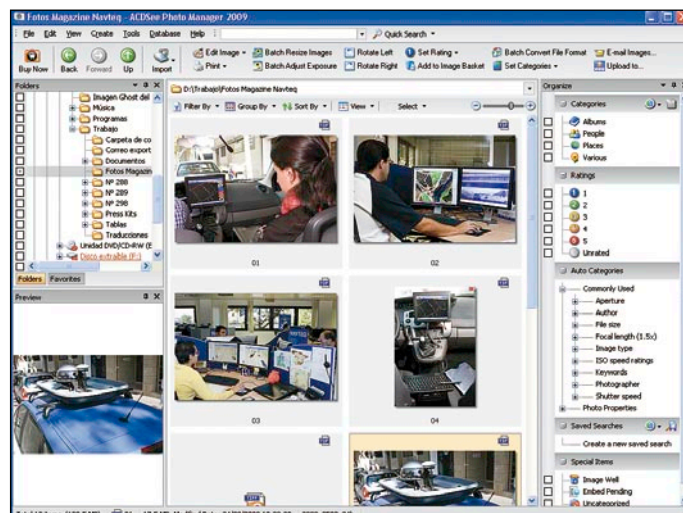 Fotos Magazine Navteq - ACDSee Photo Manager 2009
File Edit View Create Tools Database Help Quick Search
Buy Now Back Forward Up Import
Edit Image Batch Resize Images Rotate Left Set Rating Batch Convert File Format E-mail Images...
Print Batch Adjust Exposure Rotate Right Add to Image Basket Set Categories Upload to...
Folders
Imagen Ghost del
Música
Programas
Trabajo
Carpeta de co
Correo export
Documentos
Fotos Magazin
Nº 288
Nº 289
Nº 298
Press Kits
Tablas
Traducciones
Unidad DVD/CD-RW (E
Disco extraíble (F:)
Folders Favorites
Preview
D:\Trabajo\Fotos Magazine Navteq
Filter By Group By Sort By View Select
01
02
03
04
Organize
Categories
Albums
People
Places
Various
Ratings
1
2
3
4
5
Unrated
Auto Categories
Commonly Used
Aperture
Author
File size
Focal length (1.5x)
Image type
ISO speed ratings
Keywords
Photographer
Shutter speed
Photo Properties
Saved Searches
Create a new saved search
Special Items
Image Well
Embed Pending
Uncategorized